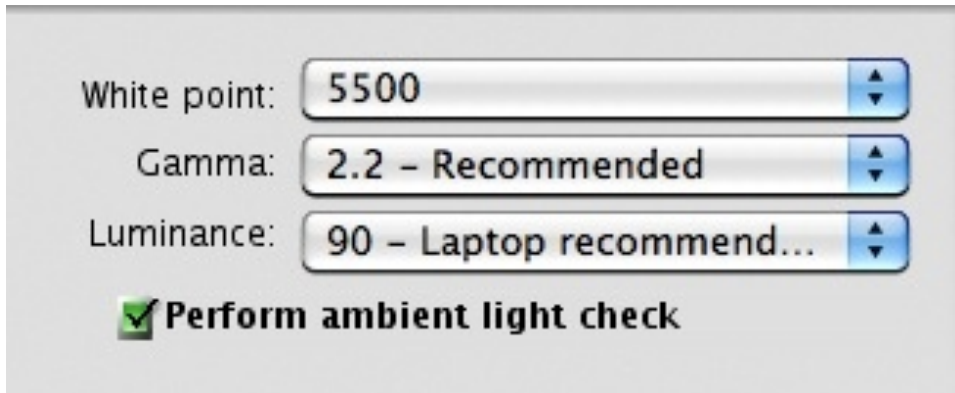 White point: 5500
Gamma: 2.2 – Recommended
Luminance: 90 – Laptop recommend...
Perform ambient light check